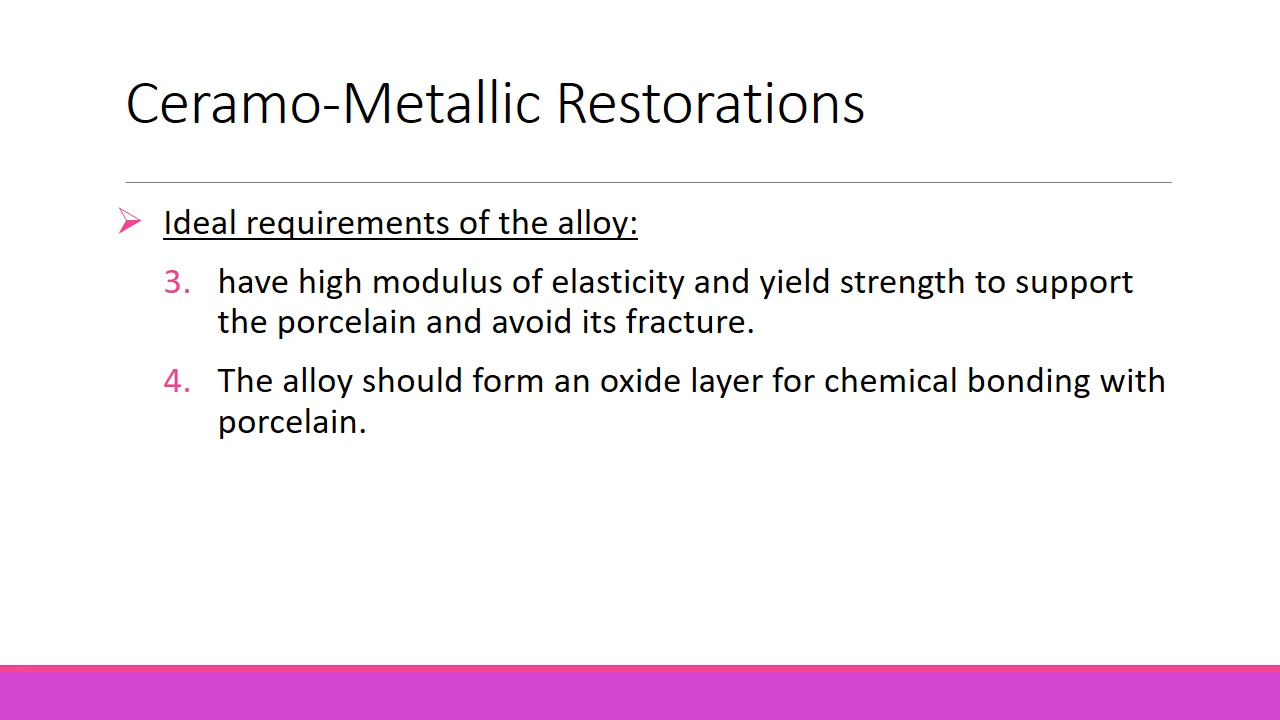 Ceramo-Metallic Restorations
Ideal requirements of the alloy:
3. have high modulus of elasticity and yield strength to support
the porcelain and avoid its fracture.
4. The alloy should form an oxide layer for chemical bonding with
porcelain.